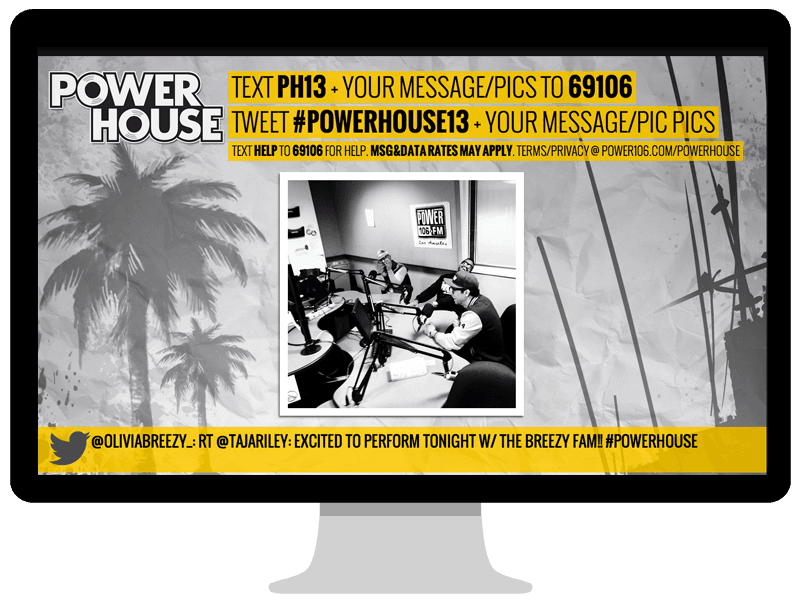 POWER
HOUSE
TEXT PH13 + YOUR MESSAGE/PICS TO 69106
TWEET #POWERHOUSE13 + YOUR MESSAGE/PIC PICS
TEXT HELP TO 69106 FOR HELP. MSG&DATA RATES MAY APPLY. TERMS/PRIVACY @ POWER106.COM/POWERHOUSE
POWER
106.FM
Los Angeles
@OLIVIABREEZY_: RT @TAJARILEY: EXCITED TO PERFORM TONIGHT W/ THE BREEZY FAM!! #POWERHOUSE